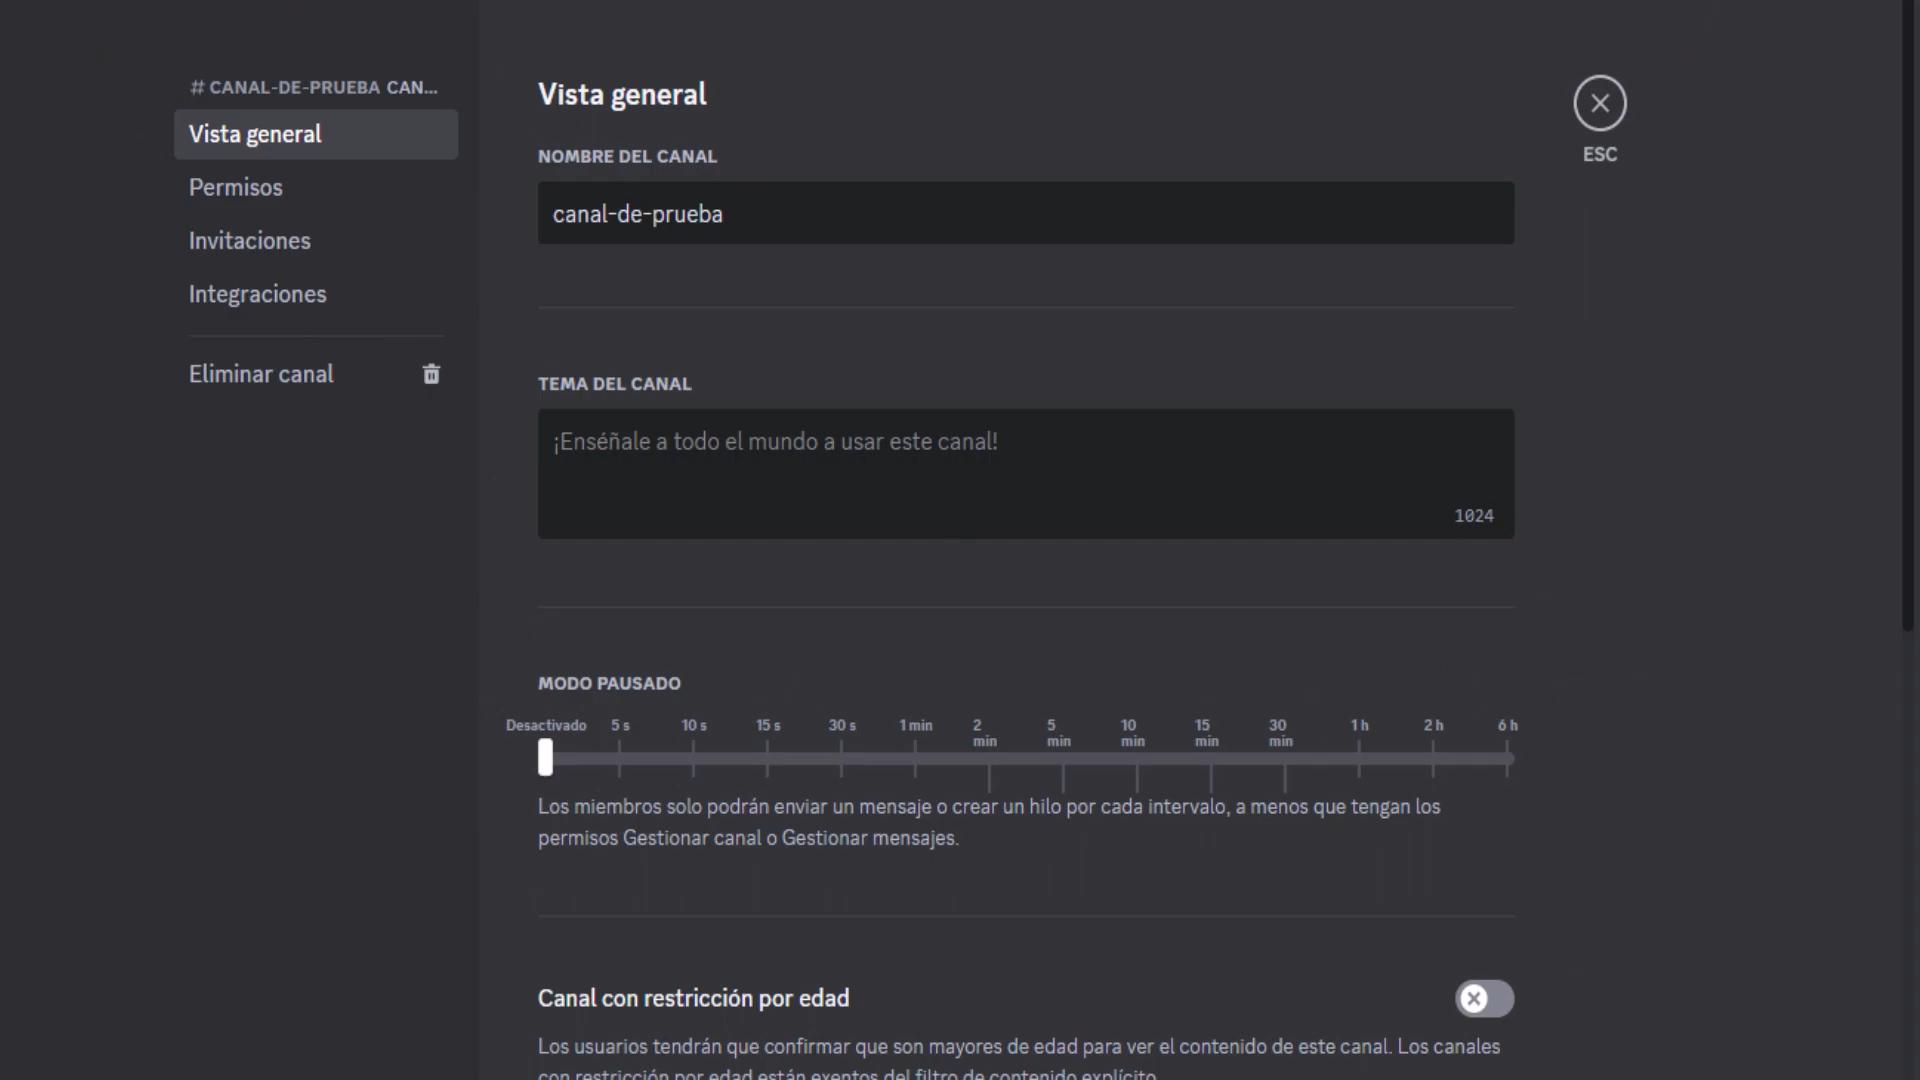 # CANAL-DE-PRUEBA CAN...
Vista general
Permisos
Invitaciones
Integraciones
Eliminar canal
Vista general
NOMBRE DEL CANAL
canal-de-prueba
ESC
TEMA DEL CANAL
¡Enséñale a todo el mundo a usar este canal!
1024
MODO PAUSADO
Desactivado 5 s 10 s 15 s 30 s 1 min 2 min 5 min 10 min 15 min 30 min 1 h 2 h 6 h
Los miembros solo podrán enviar un mensaje o crear un hilo por cada intervalo, a menos que tengan los
permisos Gestionar canal o Gestionar mensajes.
Canal con restricción por edad
Los usuarios tendrán que confirmar que son mayores de edad para ver el contenido de este canal. Los canales
con restricción por edad están exentos del filtro de contenido explícito.